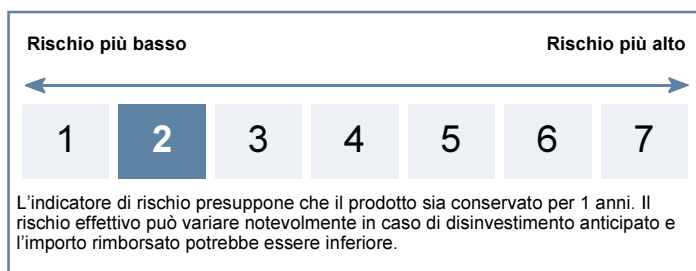 Rischio più basso Rischio più alto
1 2 3 4 5 6 7
L'indicatore di rischio presuppone che il prodotto sia conservato per 1 anni. Il
rischio effettivo può variare notevolmente in caso di disinvestimento anticipato e
l'importo rimborsato potrebbe essere inferiore.